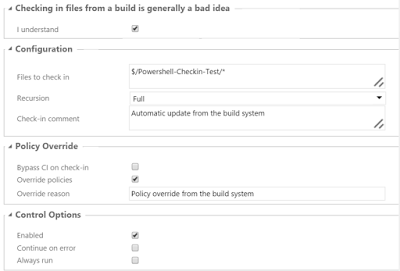 Checking in files from a build is generally a bad idea
I understand
Configuration
Files to check in
$/Powershell-Checkin-Test/*
Recursion
Full
Check-in comment
Automatic update from the build system
Policy Override
Bypass CI on check-in
Override policies
Override reason
Policy override from the build system
Control Options
Enabled
Continue on error
Always run